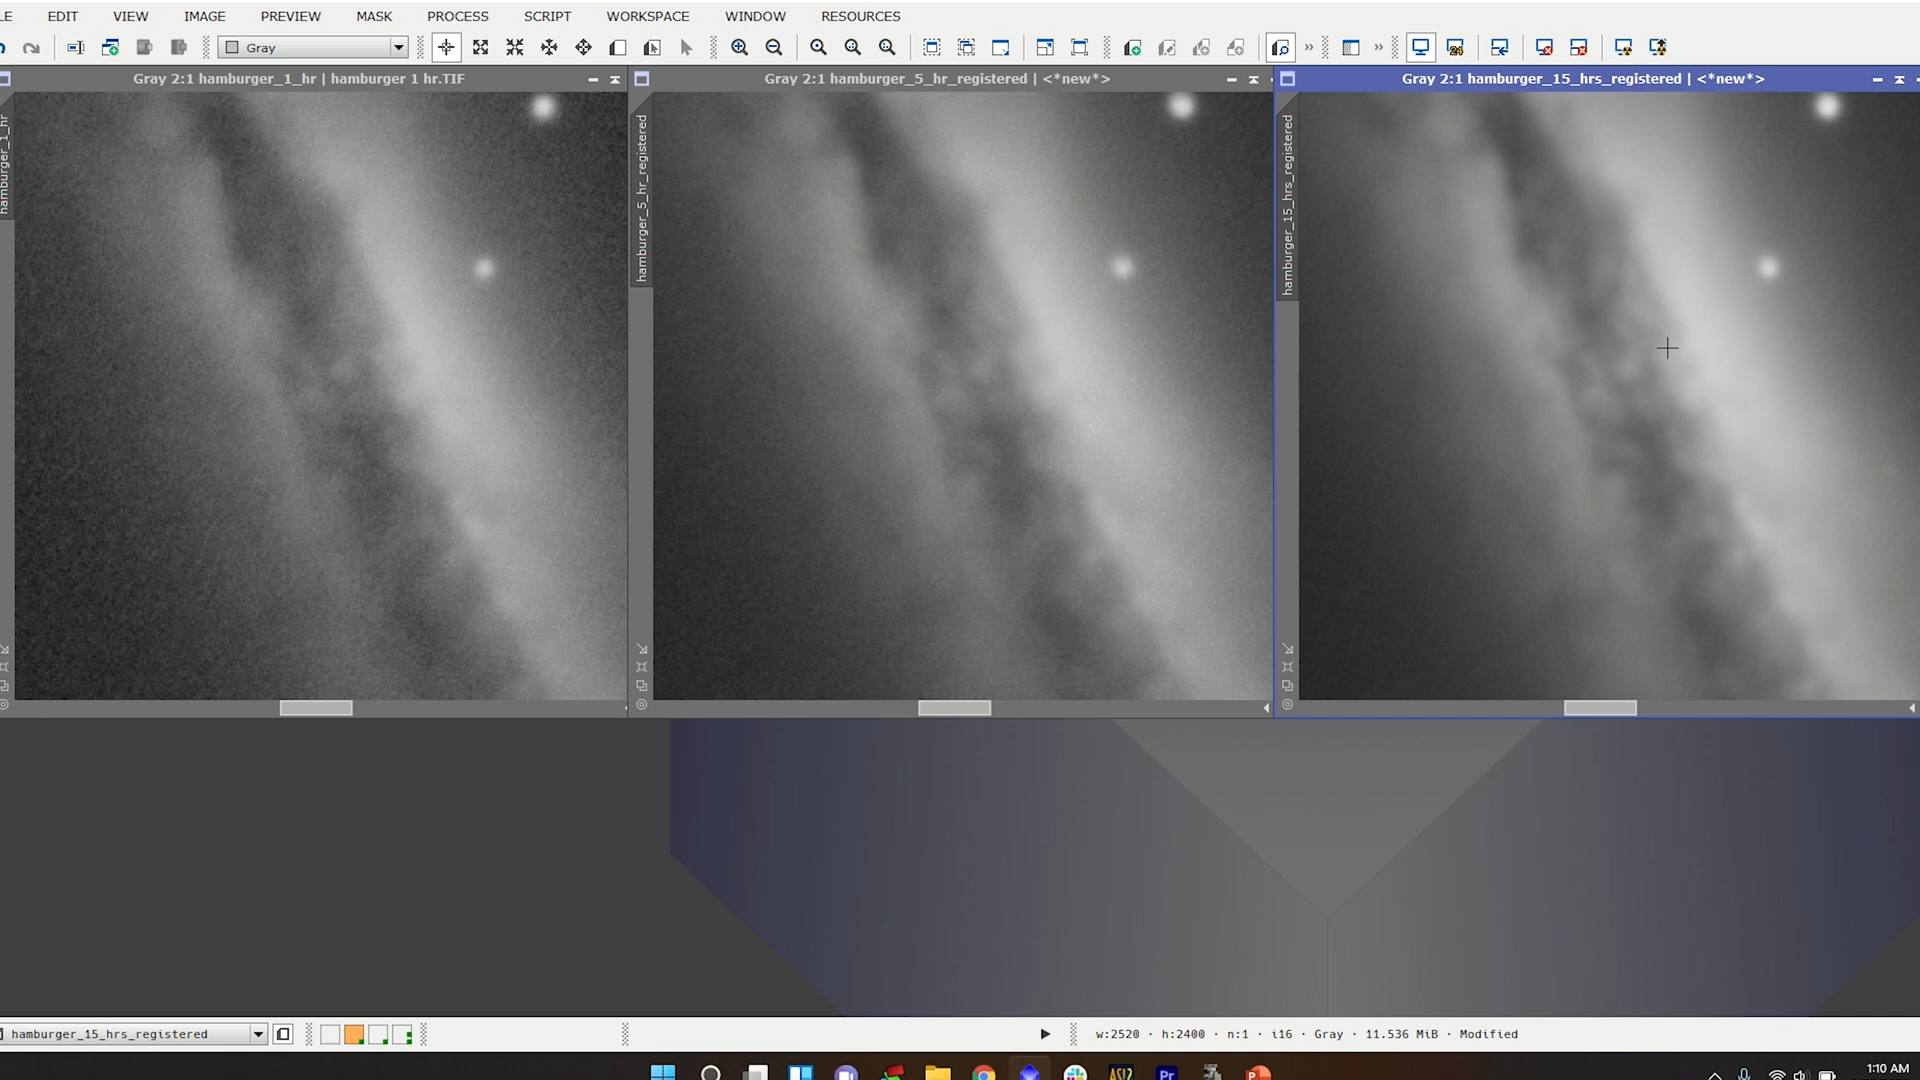 LE EDIT VIEW IMAGE PREVIEW MASK PROCESS SCRIPT WORKSPACE WINDOW RESOURCES
Gray
24
Gray 2:1 hamburger_1_hr | hamburger 1 hr.TIF
hamburger_1_hr
Gray 2:1 hamburger_5_hr_registered | <*new*>
hamburger_5_hr_registered
Gray 2:1 hamburger_15_hrs_registered | <*new*>
hamburger_15_hrs_registered
hamburger_15_hrs_registered
w:2520 · h:2400 · n:1 · i16 · Gray · 11.536 MiB · Modified
Pr
P
1:10 AM